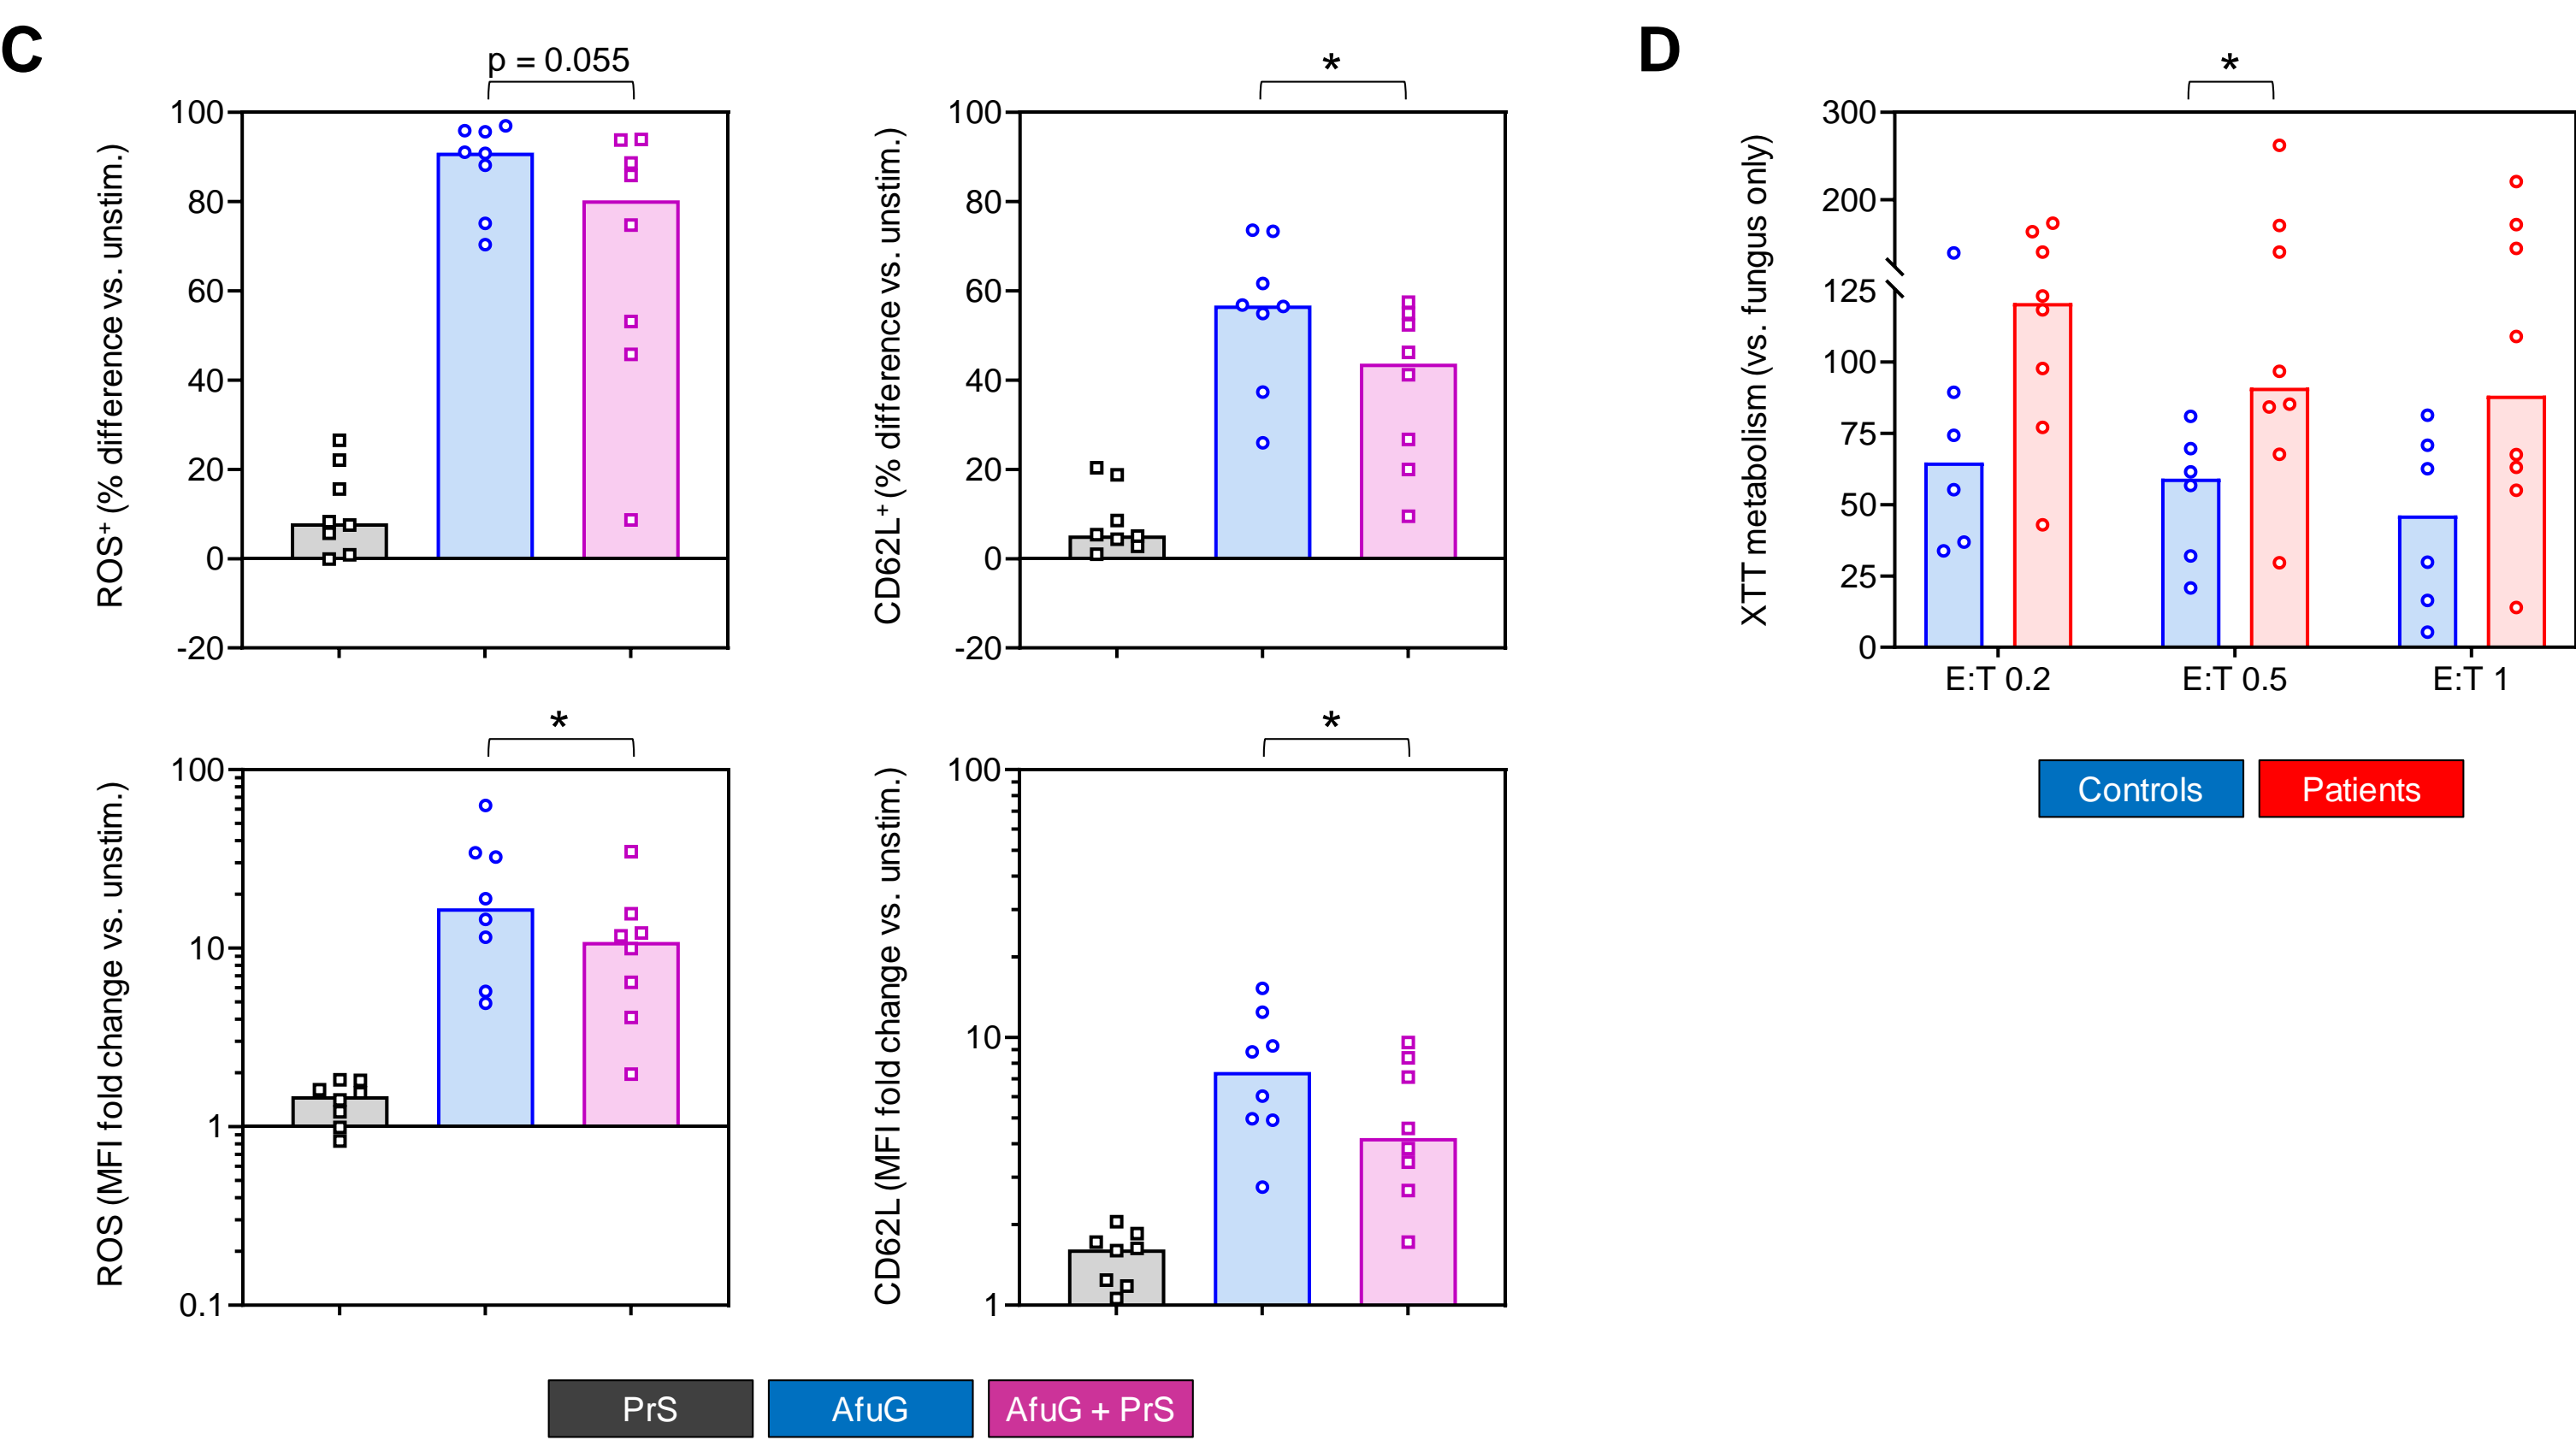 C
p = 0.055
100
80
60
40
20
0
-20
ROS⁺ (% difference vs. unstim.)
*
100
80
60
40
20
0
-20
CD62L⁺ (% difference vs. unstim.)
D
*
300
200
125
100
75
50
25
0
XTT metabolism (vs. fungus only)
E:T 0.2
E:T 0.5
E:T 1
Controls
Patients
*
100
10
1
0.1
ROS (MFI fold change vs. unstim.)
*
100
10
1
CD62L (MFI fold change vs. unstim.)
PrS
AfuG
AfuG + PrS